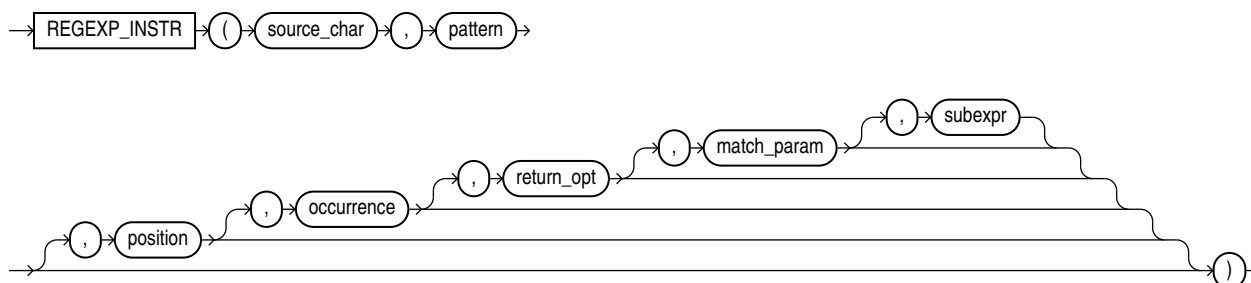 REGEXP_INSTR ( source_char , pattern
, subexpr
, match_param
, return_opt
, occurrence
, position
)